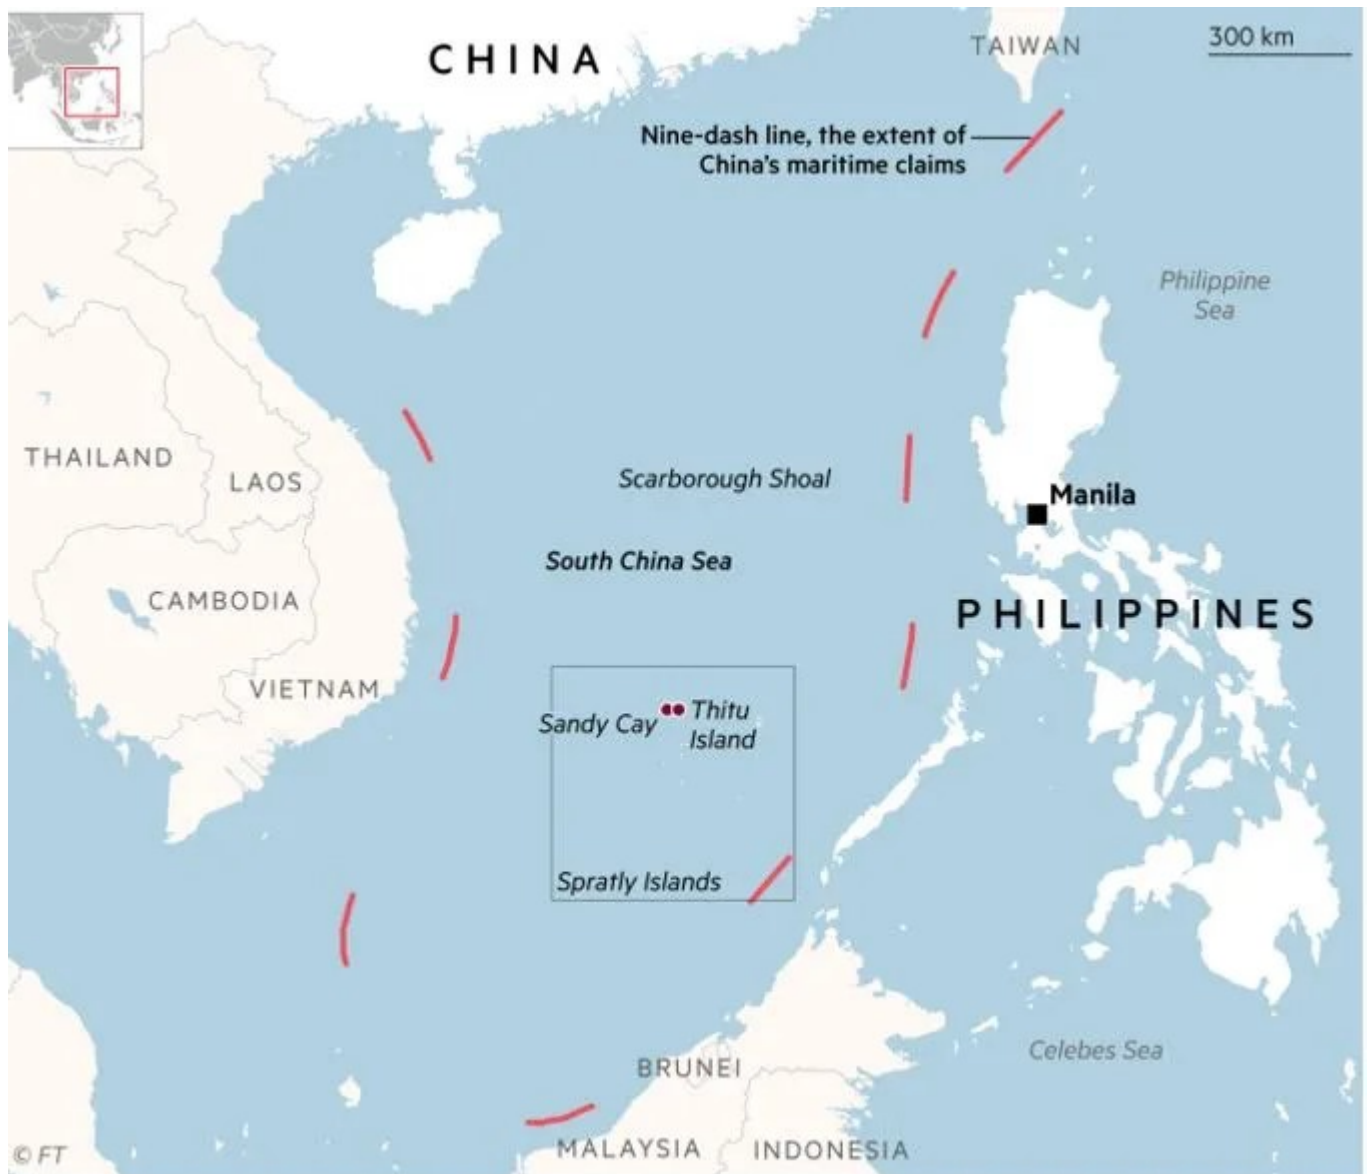 CHINA
TAIWAN
300 km
Nine-dash line, the extent of
China's maritime claims
Philippine
Sea
THAILAND
LAOS
Scarborough Shoal
Manila
South China Sea
CAMBODIA
PHILIPPINES
VIETNAM
Sandy Cay
Thitu
Island
Spratly Islands
Celebes Sea
BRUNEI
MALAYSIA
INDONESIA
© FT